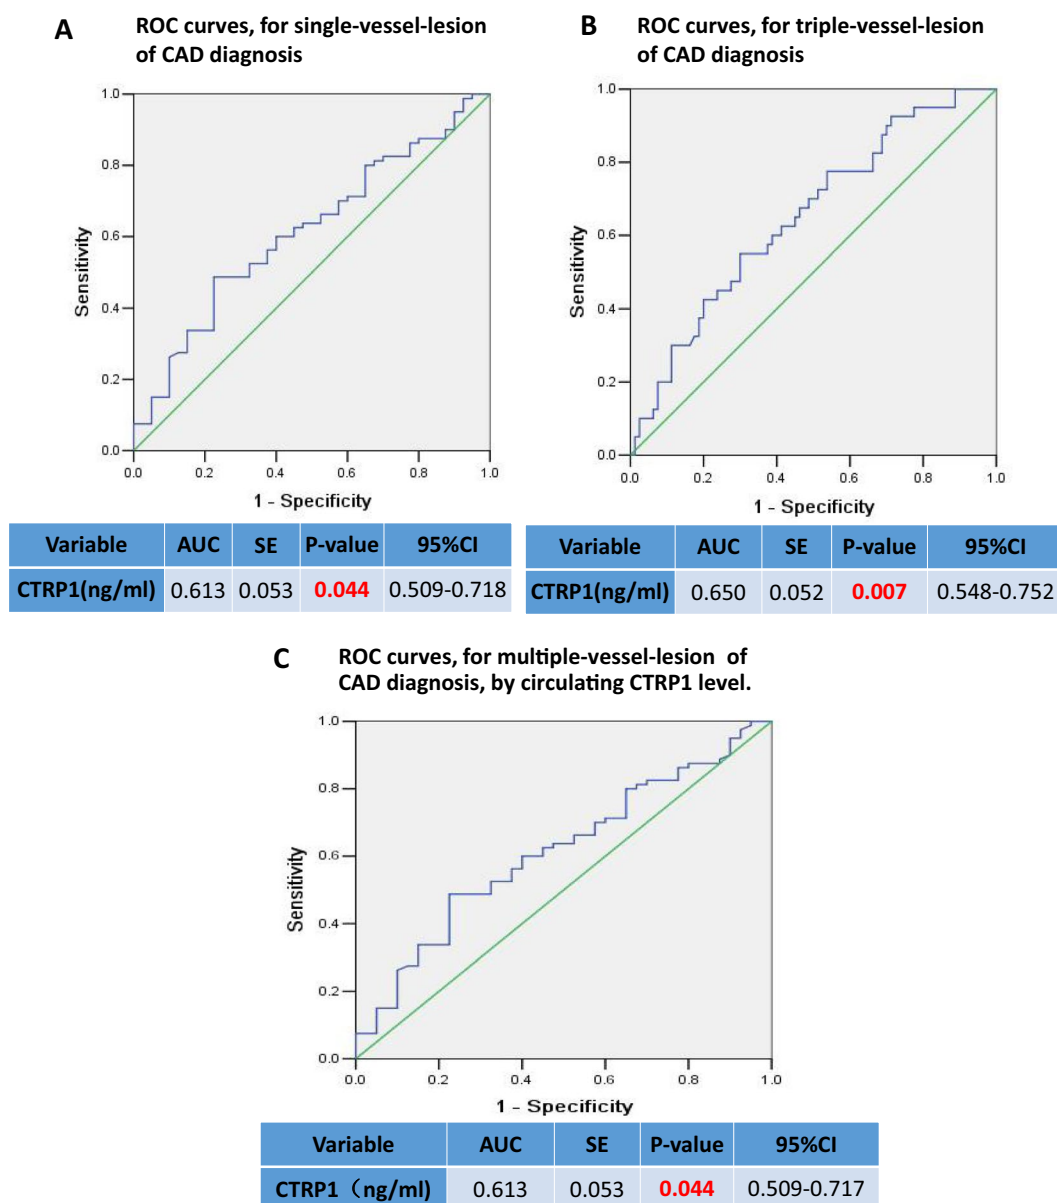 A
ROC curves, for single-vessel-lesion
of CAD diagnosis
1.0
0.8
0.6
0.4
0.2
0.0
Sensitivity
0.0 0.2 0.4 0.6 0.8 1.0
1 - Specificity
Variable AUC SE P-value 95%CI
CTRP1(ng/ml) 0.613 0.053 0.044 0.509-0.718
B
ROC curves, for triple-vessel-lesion
of CAD diagnosis
1.0
0.8
0.6
0.4
0.2
0.0
Sensitivity
0.0 0.2 0.4 0.6 0.8 1.0
1 - Specificity
Variable AUC SE P-value 95%CI
CTRP1(ng/ml) 0.650 0.052 0.007 0.548-0.752
C
ROC curves, for multiple-vessel-lesion of
CAD diagnosis, by circulating CTRP1 level.
1.0
0.8
0.6
0.4
0.2
0.0
Sensitivity
0.0 0.2 0.4 0.6 0.8 1.0
1 - Specificity
Variable AUC SE P-value 95%CI
CTRP1（ng/ml) 0.613 0.053 0.044 0.509-0.717